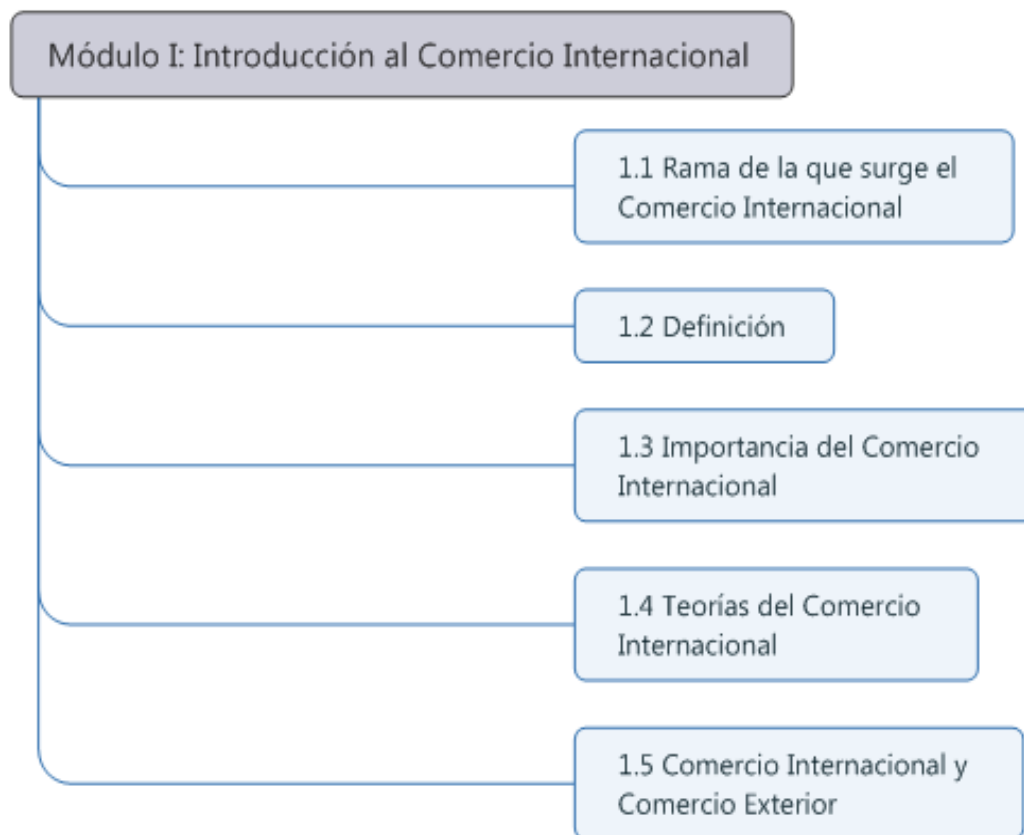 Módulo I: Introducción al Comercio Internacional
1.1 Rama de la que surge el
Comercio Internacional
1.2 Definición
1.3 Importancia del Comercio
Internacional
1.4 Teorías del Comercio
Internacional
1.5 Comercio Internacional y
Comercio Exterior